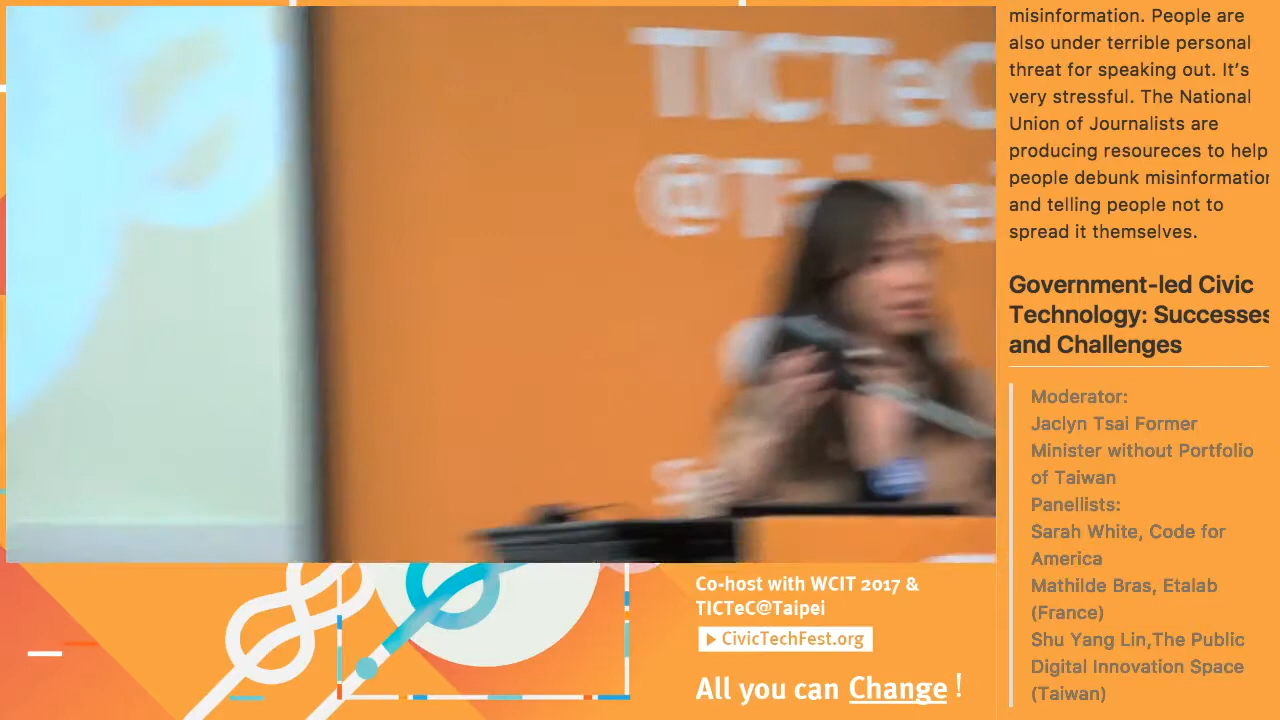 TICTeC
@Taipei
misinformation. People are
also under terrible personal
threat for speaking out. It’s
very stressful. The National
Union of Journalists are
producing resoureces to help
people debunk misinformation
and telling people not to
spread it themselves.
Government-led Civic
Technology: Successes
and Challenges
Moderator:
Jaclyn Tsai Former
Minister without Portfolio
of Taiwan
Panellists:
Sarah White, Code for
America
Mathilde Bras, Etalab
(France)
Shu Yang Lin,The Public
Digital Innovation Space
(Taiwan)
Co-host with WCIT 2017 &
TICTeC@Taipei
CivicTechFest.org
All you can Change !